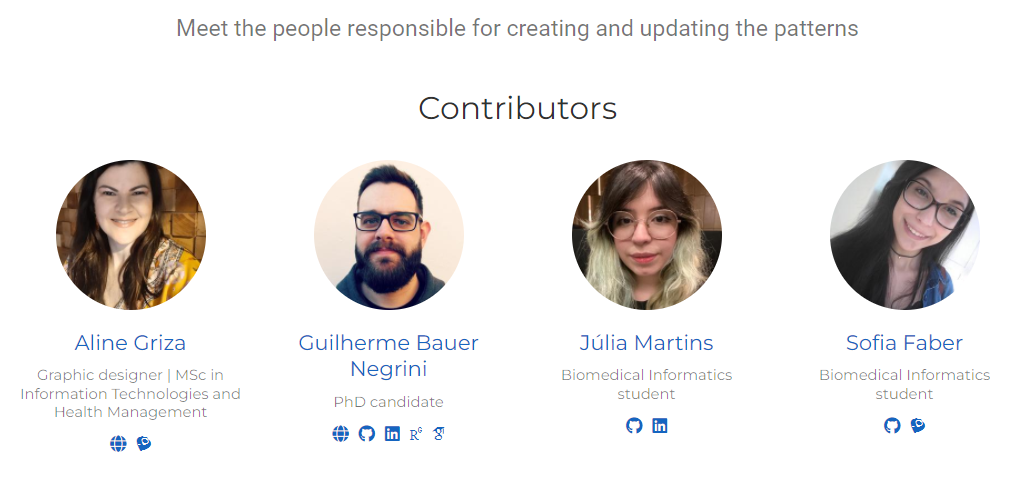 Meet the people responsible for creating and updating the patterns
Contributors
Aline Griza
Graphic designer | MSc in
Information Technologies and
Health Management
Guilherme Bauer
Negrini
PhD candidate
Júlia Martins
Biomedical Informatics
student
Sofia Faber
Biomedical Informatics
student